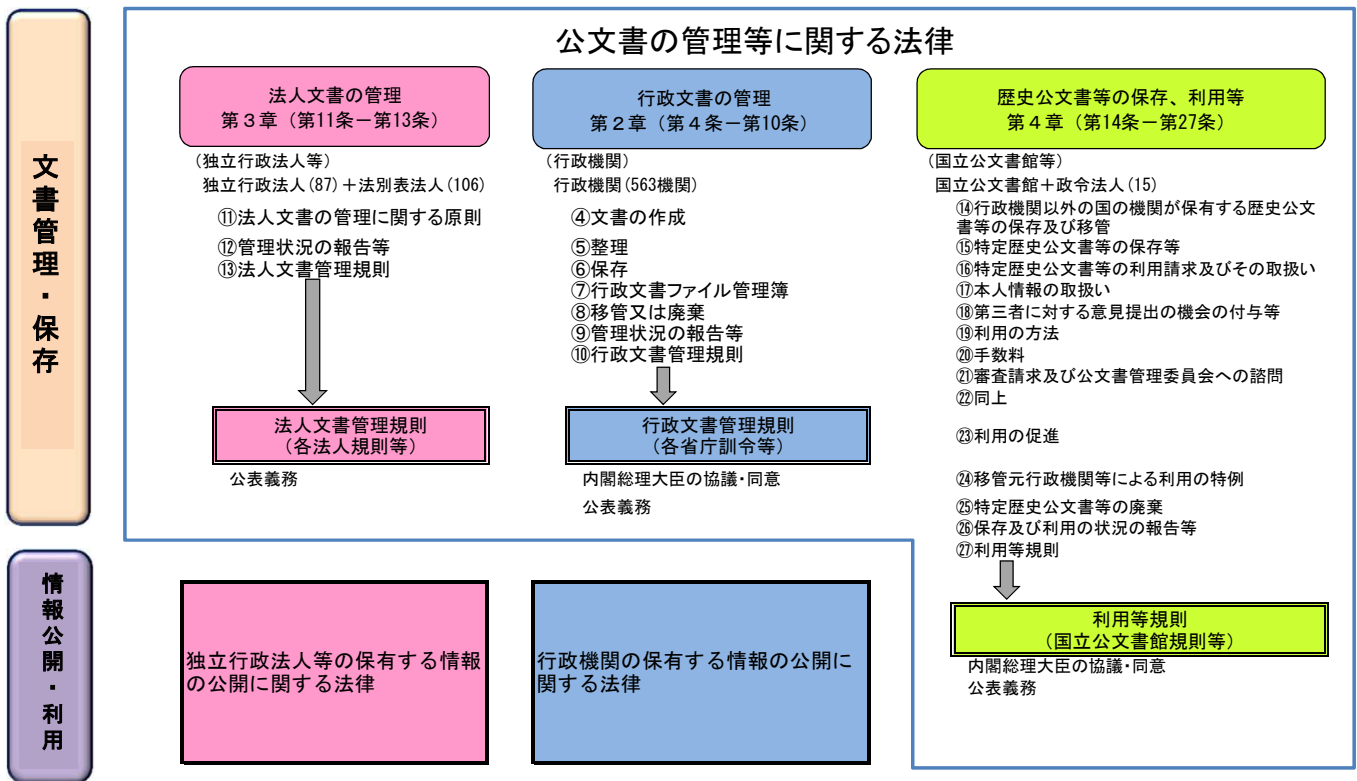 文書管理・保存
情報公開・利用
公文書の管理等に関する法律
法人文書の管理
第3章（第11条－第13条）
（独立行政法人等）
独立行政法人(87)＋法別表法人(106)
⑪法人文書の管理に関する原則
⑫管理状況の報告等
⑬法人文書管理規則
法人文書管理規則
（各法人規則等）
公表義務
行政文書の管理
第2章（第4条－第10条）
（行政機関）
行政機関(563機関)
④文書の作成
⑤整理
⑥保存
⑦行政文書ファイル管理簿
⑧移管又は廃棄
⑨管理状況の報告等
⑩行政文書管理規則
行政文書管理規則
（各省庁訓令等）
内閣総理大臣の協議・同意
公表義務
歴史公文書等の保存、利用等
第4章（第14条－第27条）
（国立公文書館等）
国立公文書館＋政令法人(15)
⑭行政機関以外の国の機関が保有する歴史公文
書等の保存及び移管
⑮特定歴史公文書等の保存等
⑯特定歴史公文書等の利用請求及びその取扱い
⑰本人情報の取扱い
⑱第三者に対する意見提出の機会の付与等
⑲利用の方法
⑳手数料
㉑審査請求及び公文書管理委員会への諮問
㉒同上
㉓利用の促進
㉔移管元行政機関等による利用の特例
㉕特定歴史公文書等の廃棄
㉖保存及び利用の状況の報告等
㉗利用等規則
利用等規則
（国立公文書館規則等）
内閣総理大臣の協議・同意
公表義務
独立行政法人等の保有する情報
の公開に関する法律
行政機関の保有する情報の公開に
関する法律